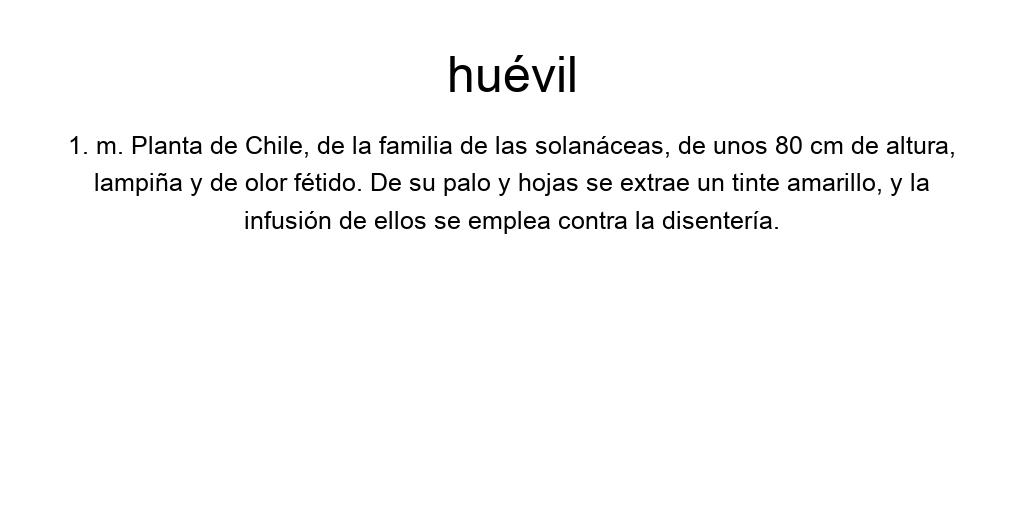 huévil
1. m. Planta de Chile, de la familia de las solanáceas, de unos 80 cm de altura,
lampiña y de olor fétido. De su palo y hojas se extrae un tinte amarillo, y la
infusión de ellos se emplea contra la disentería.